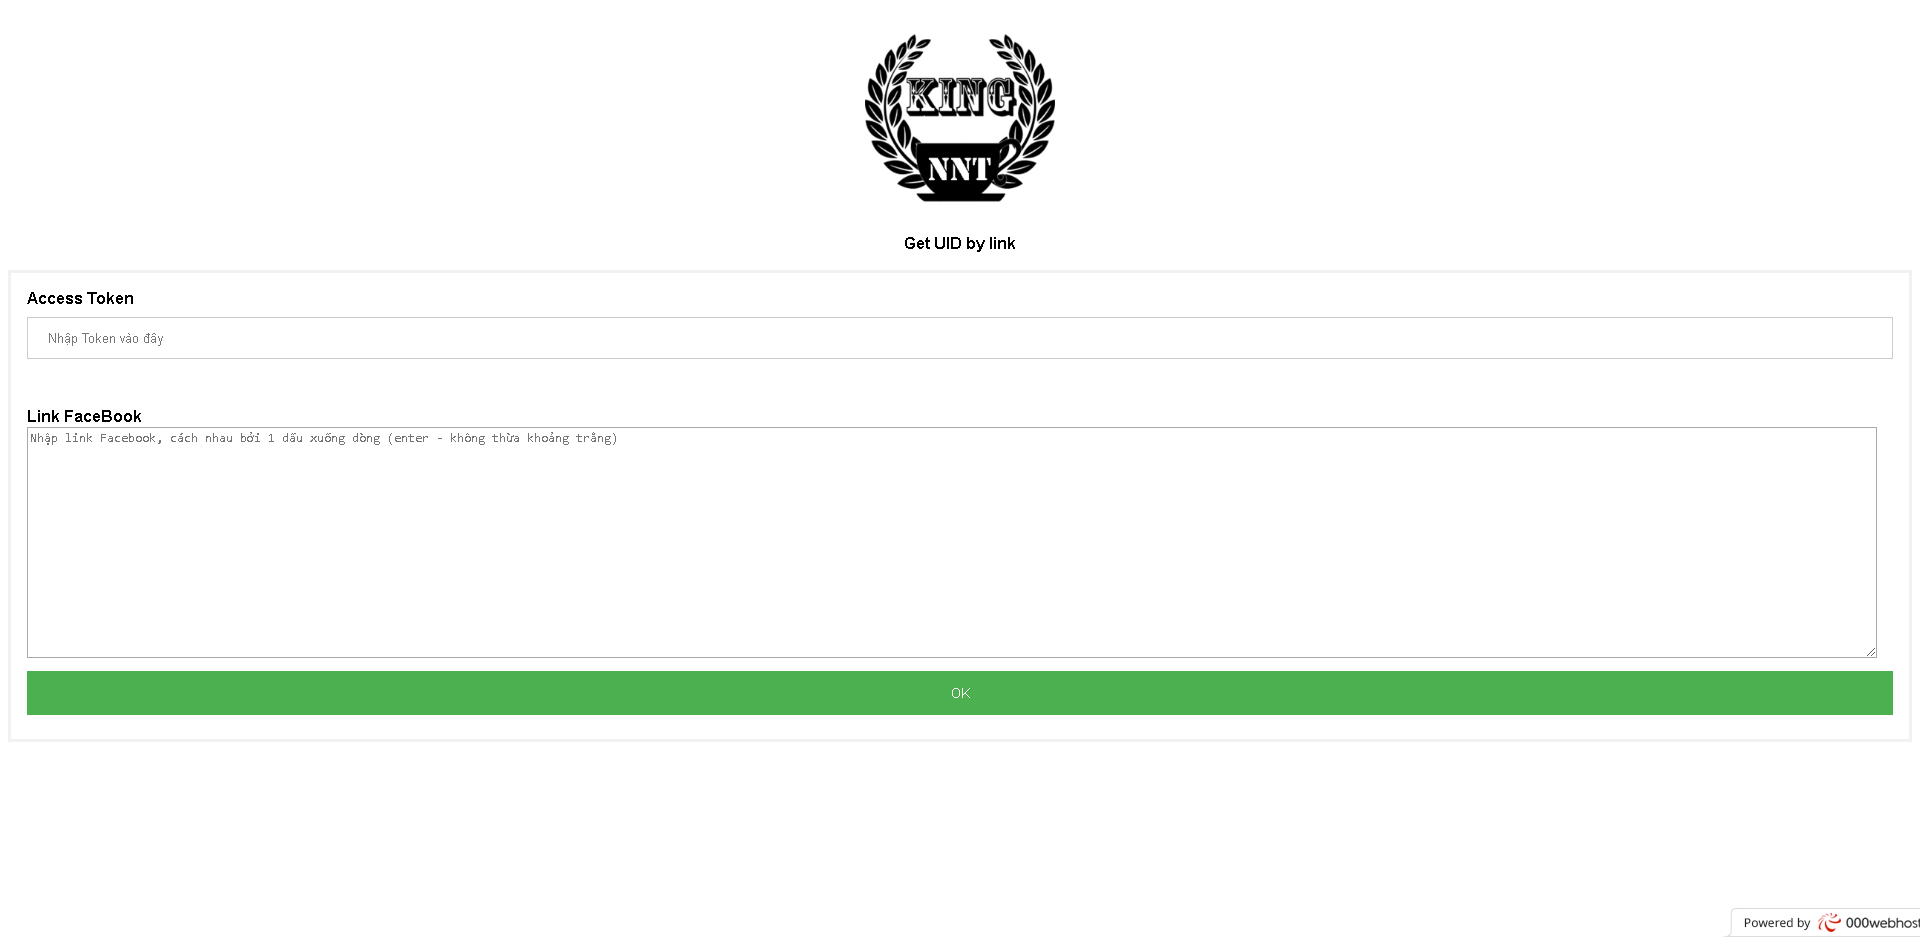 KING
NNT
Get UID by link
Access Token
Nhập Token vào đây
Link FaceBook
Nhập link Facebook, cách nhau bởi 1 dấu xuống dòng (enter - không thừa khoảng trắng)
OK
Powered by 000webhost